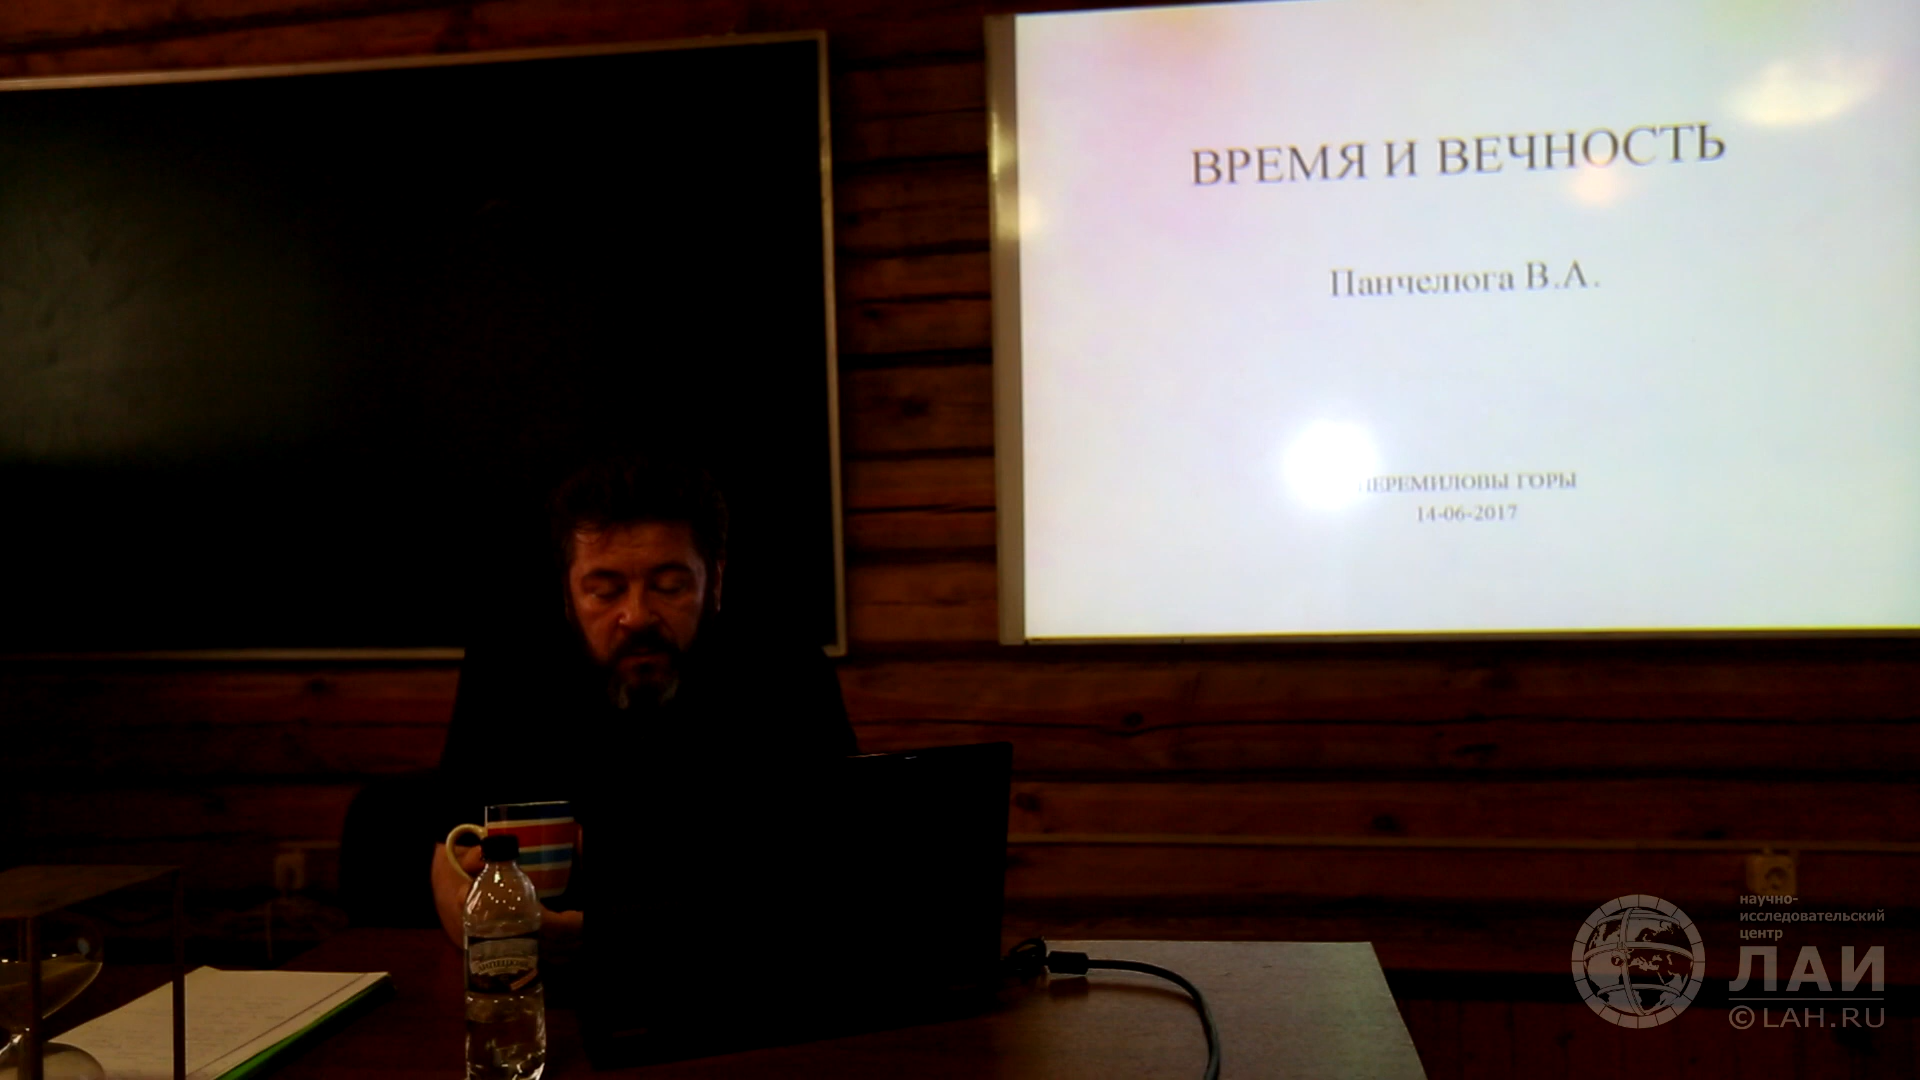 ВРЕМЯ И ВЕЧНОСТЬ
Панчелюга В.А.
ПЕРЕМИЛОВЫ ГОРЫ
14-06-2017
научно-
исследовательский
центр
ЛАИ
© LAH.RU